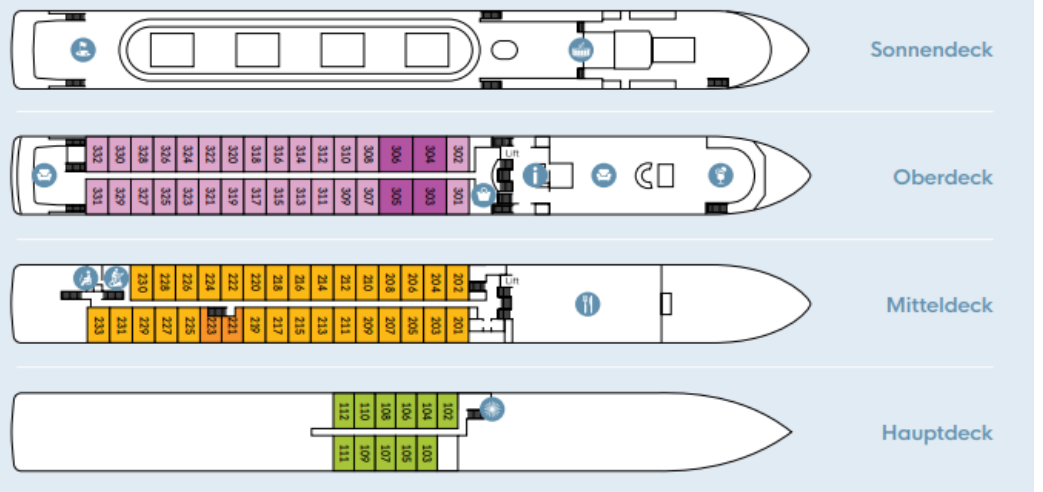 Sonnendeck
332 330 328 326 324 322 320 318 316 314 312 310 308 306 304 302 Lift
331 329 327 325 323 321 319 317 315 313 311 309 307 305 303 301
Oberdeck
230 228 226 224 222 220 218 216 214 212 210 208 206 204 202 Lift
233 231 229 227 225 223 221 219 217 215 213 211 209 207 205 203 201
Mitteldeck
112 110 108 106 104 102
111 109 107 105 103
Hauptdeck